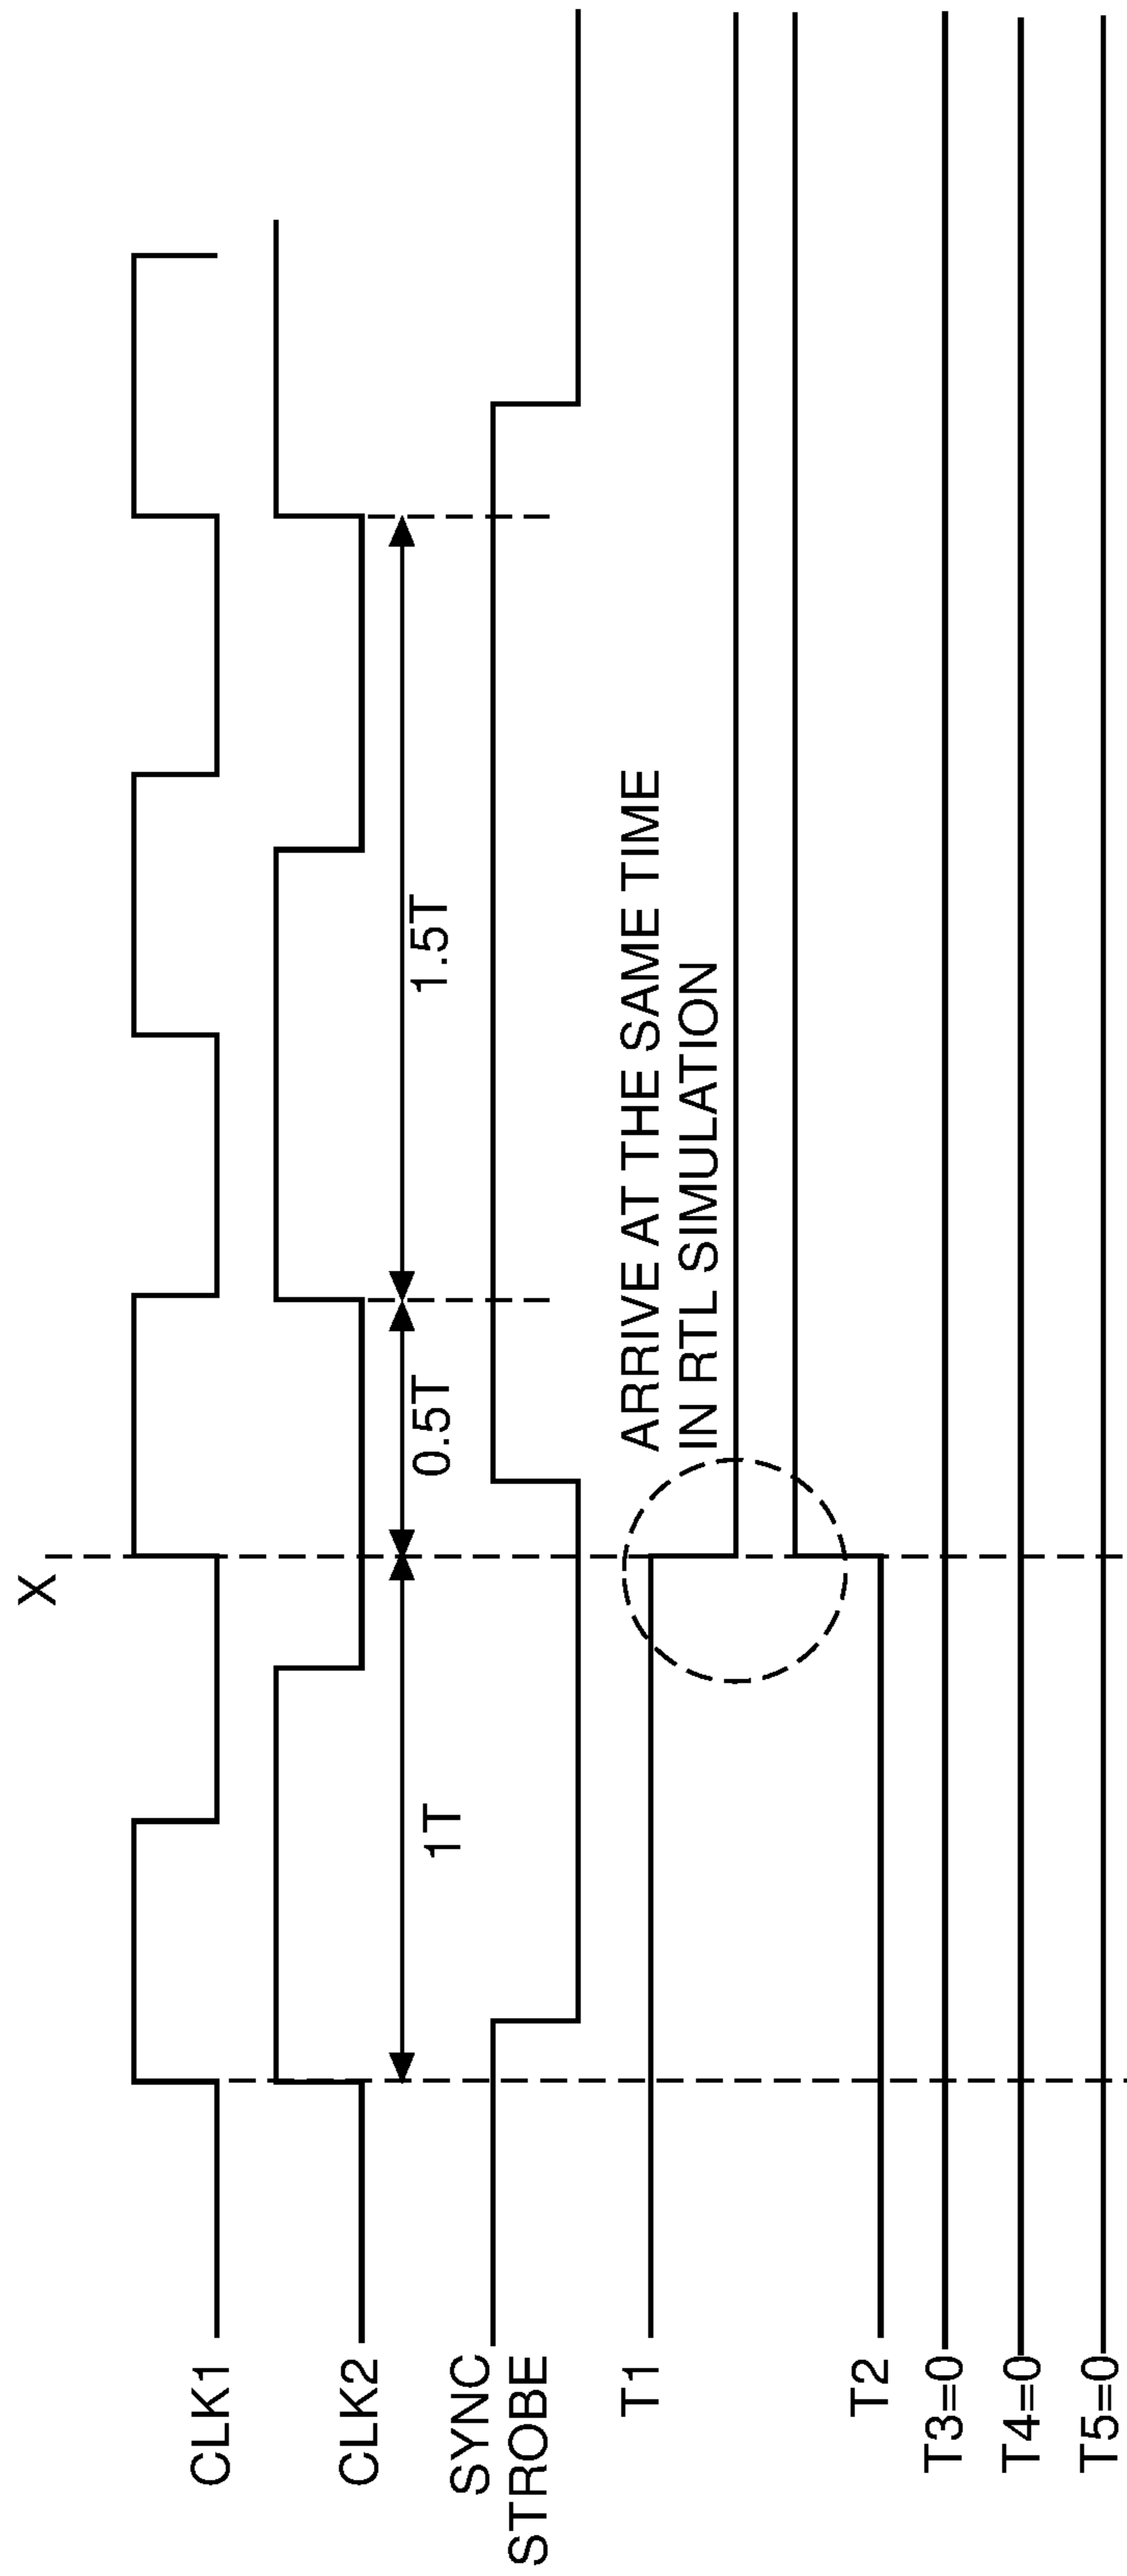 X
CLK1
CLK2
1T
0.5T
1.5T
SYNC
STROBE
ARRIVE AT THE SAME TIME
IN RTL SIMULATION
T1
T2
T3=0
T4=0
T5=0